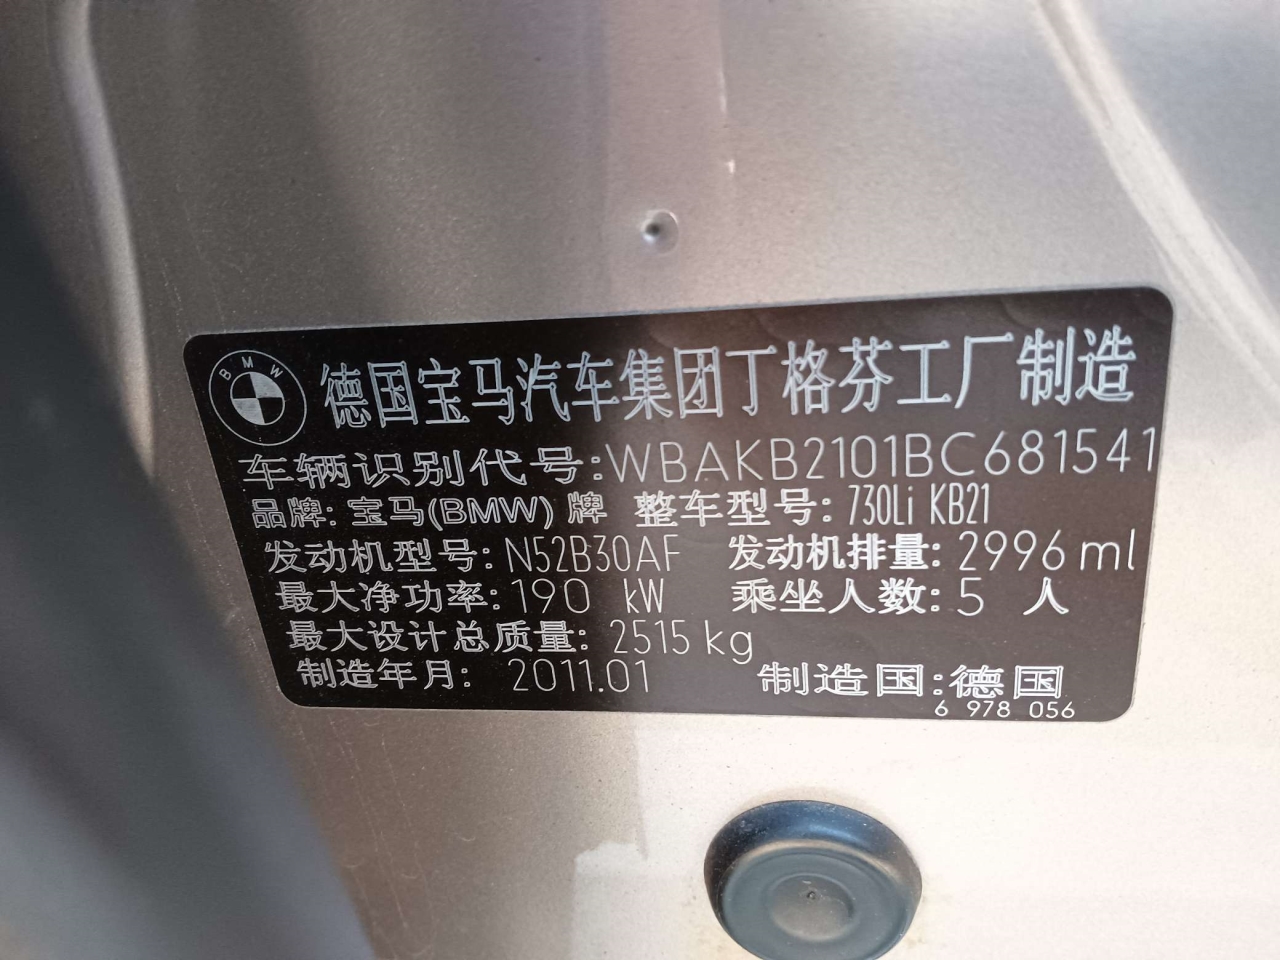 BMW
德国宝马汽车集团丁格芬工厂制造
车辆识别代号:WBAKB2101BC681541
品牌: 宝马(BMW) 牌 整车型号: 730Li KB21
发动机型号: N52B30AF 发动机排量: 2996 ml
最大净功率: 190 kW 乘坐人数: 5 人
最大设计总质量: 2515 kg
制造年月: 2011.01 制造国:德国
6 978 056